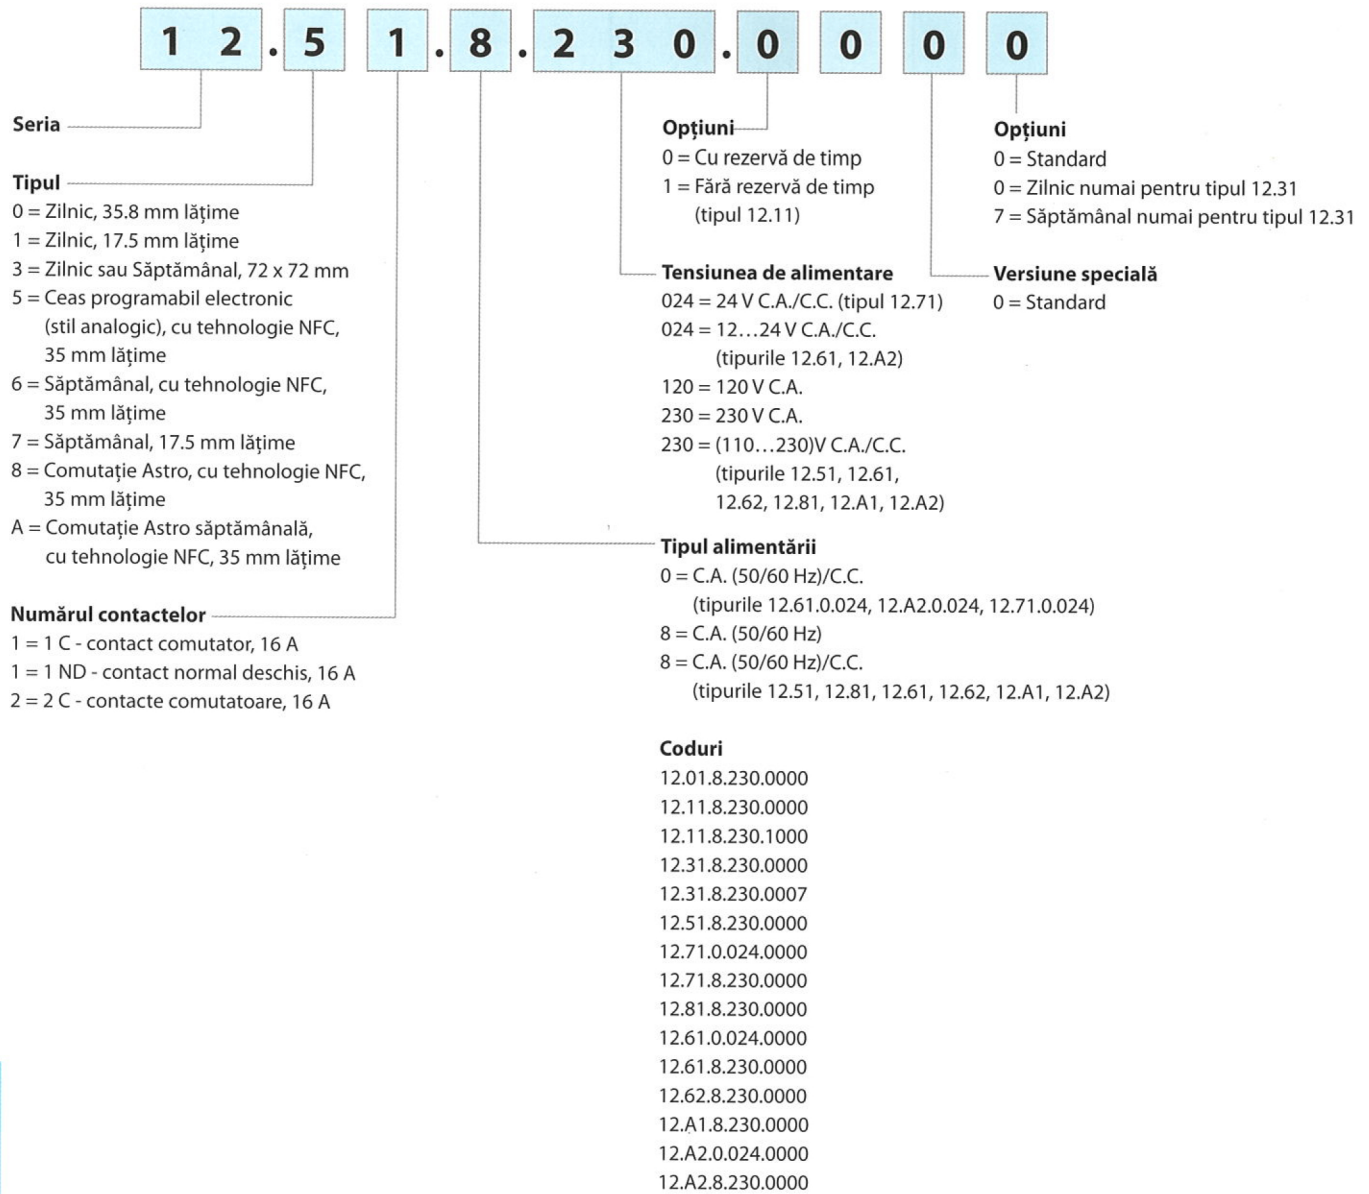 12.51.8.230.0000
Seria
Tipul
0 = Zilnic, 35.8 mm lățime
1 = Zilnic, 17.5 mm lățime
3 = Zilnic sau Săptămânal, 72 x 72 mm
5 = Ceas programabil electronic
(stil analogic), cu tehnologie NFC,
35 mm lățime
6 = Săptămânal, cu tehnologie NFC,
35 mm lățime
7 = Săptămânal, 17.5 mm lățime
8 = Comutație Astro, cu tehnologie NFC,
35 mm lățime
A = Comutație Astro săptămânală,
cu tehnologie NFC, 35 mm lățime
Numărul contactelor
1 = 1 C - contact comutator, 16 A
1 = 1 ND - contact normal deschis, 16 A
2 = 2 C - contacte comutatoare, 16 A
Opțiuni
0 = Cu rezervă de timp
1 = Fără rezervă de timp
(tipul 12.11)
Tensiunea de alimentare
024 = 24 V C.A./C.C. (tipul 12.71)
024 = 12…24 V C.A./C.C.
(tipurile 12.61, 12.A2)
120 = 120 V C.A.
230 = 230 V C.A.
230 = (110…230)V C.A./C.C.
(tipurile 12.51, 12.61,
12.62, 12.81, 12.A1, 12.A2)
Tipul alimentării
0 = C.A. (50/60 Hz)/C.C.
(tipurile 12.61.0.024, 12.A2.0.024, 12.71.0.024)
8 = C.A. (50/60 Hz)
8 = C.A. (50/60 Hz)/C.C.
(tipurile 12.51, 12.81, 12.61, 12.62, 12.A1, 12.A2)
Coduri
12.01.8.230.0000
12.11.8.230.0000
12.11.8.230.1000
12.31.8.230.0000
12.31.8.230.0007
12.51.8.230.0000
12.71.0.024.0000
12.71.8.230.0000
12.81.8.230.0000
12.61.0.024.0000
12.61.8.230.0000
12.62.8.230.0000
12.A1.8.230.0000
12.A2.0.024.0000
12.A2.8.230.0000
Opțiuni
0 = Standard
0 = Zilnic numai pentru tipul 12.31
7 = Săptămânal numai pentru tipul 12.31
Versiune specială
0 = Standard